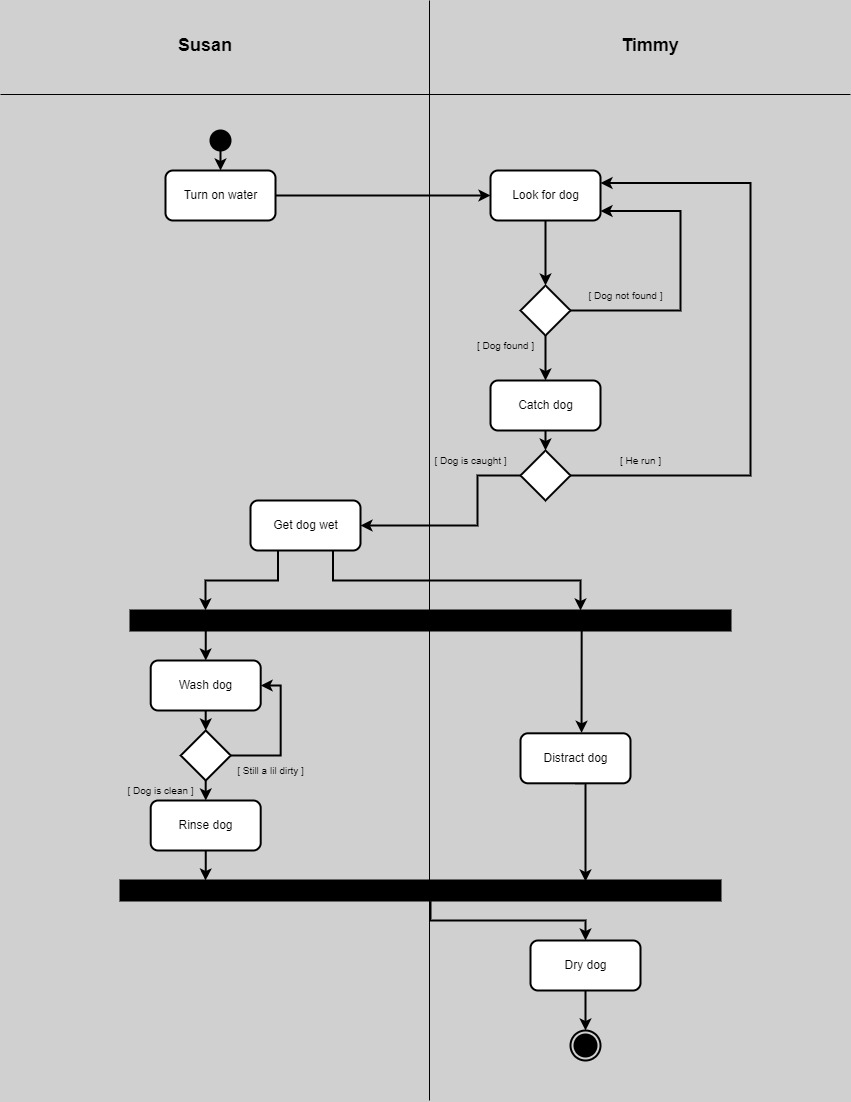 Susan
Timmy
Turn on water
Look for dog
[ Dog not found ]
[ Dog found ]
Catch dog
[ Dog is caught ]
[ He run ]
Get dog wet
Wash dog
[ Still a lil dirty ]
Distract dog
[ Dog is clean ]
Rinse dog
Dry dog